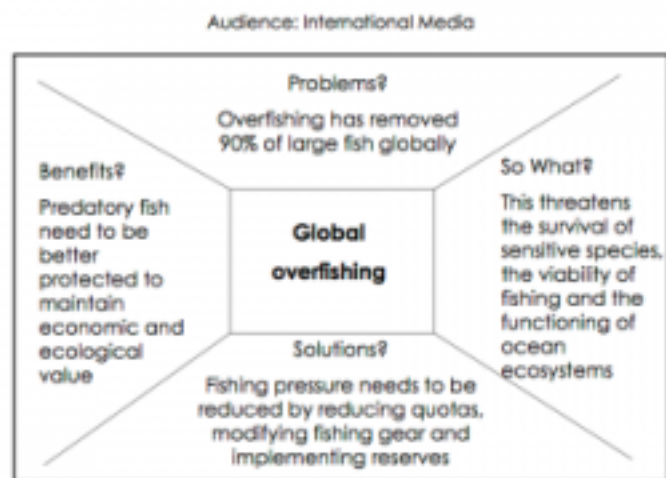 Audience: International Media
Problems?
Overfishing has removed
90% of large fish globally
Benefits?
Predatory fish
need to be
better
protected to
maintain
economic and
ecological
value
Global
overfishing
So What?
This threatens
the survival of
sensitive species,
the viability of
fishing and the
functioning of
ocean
ecosystems
Solutions?
Fishing pressure needs to be
reduced by reducing quotas,
modifying fishing gear and
implementing reserves